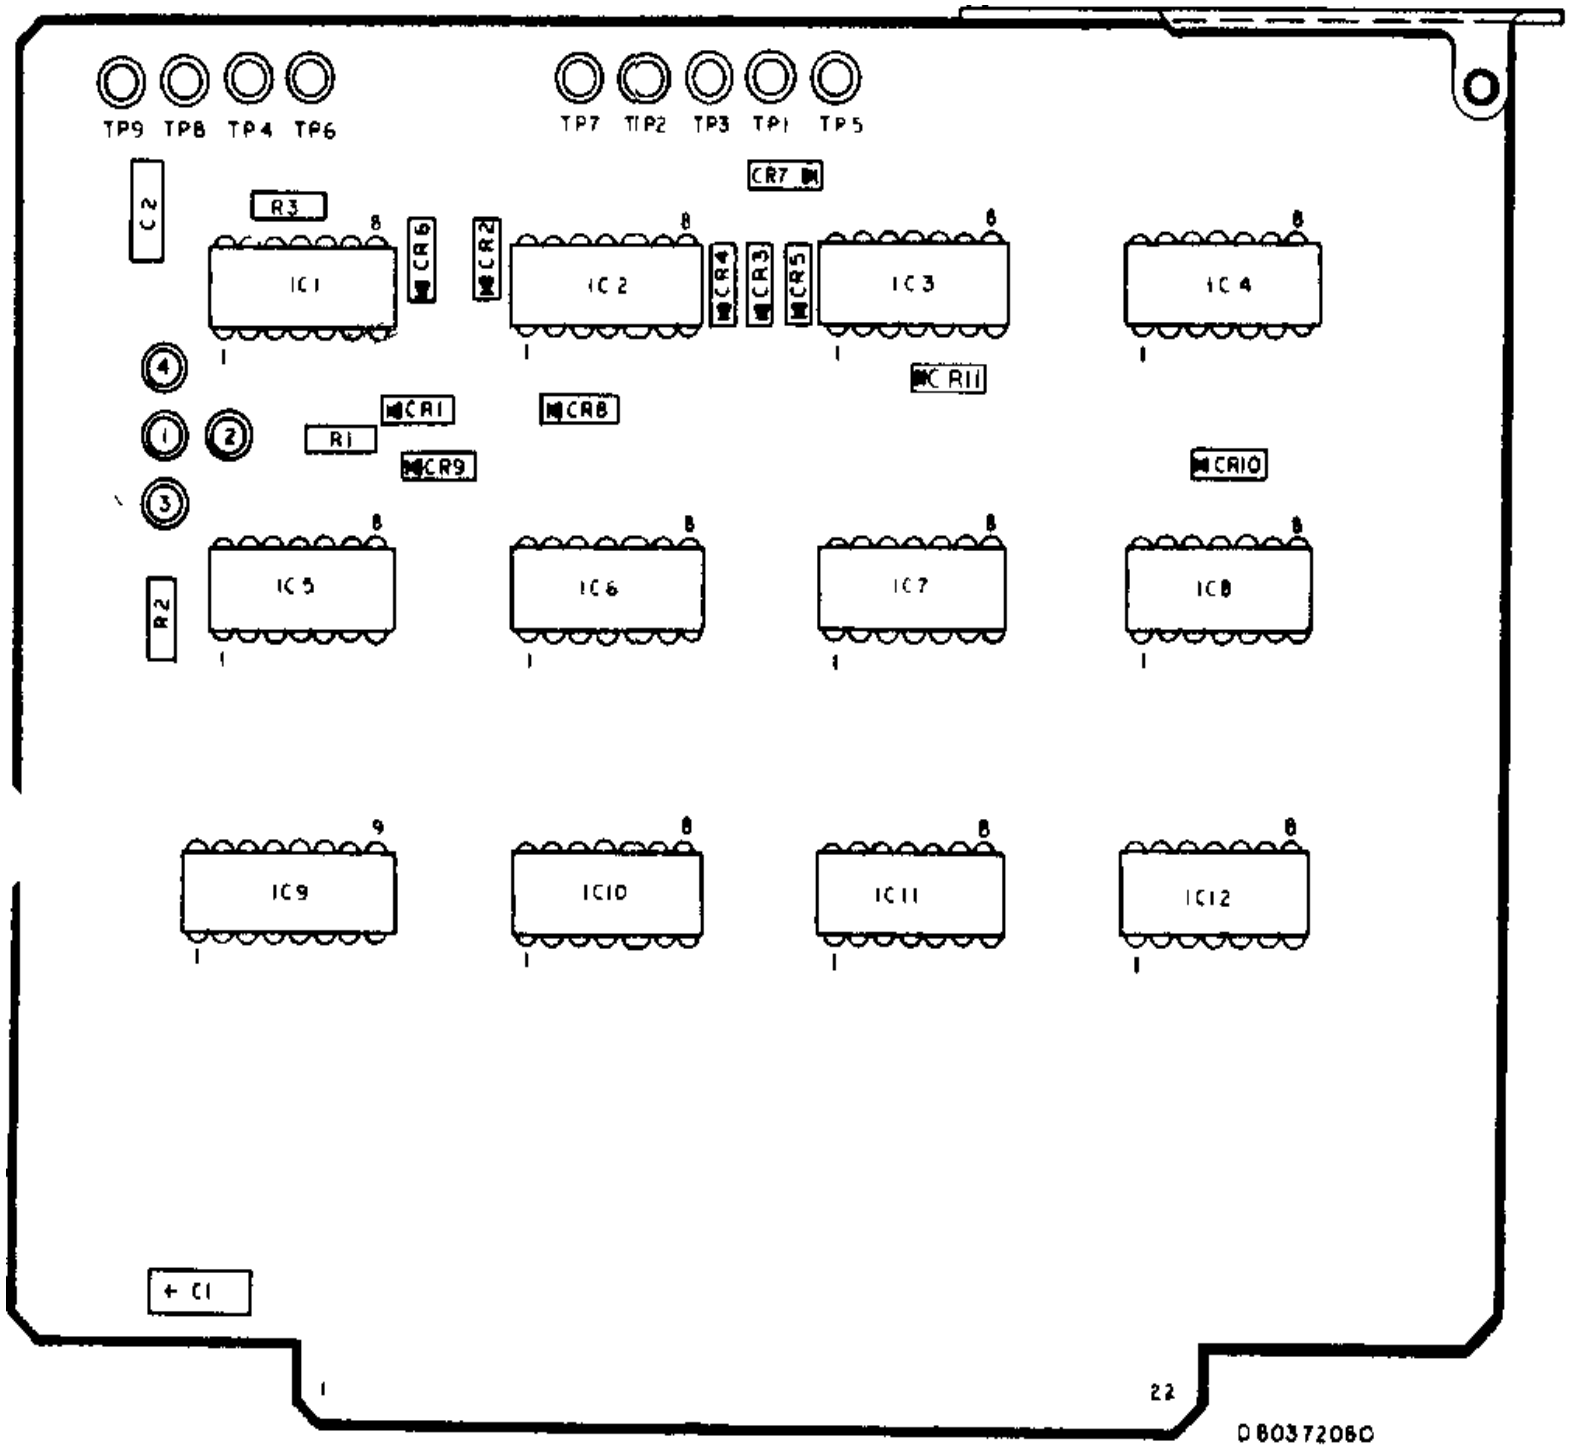 TP9 TP8 TP4 TP6 TP7 TP2 TP3 TP1 TP5
CR7
C2
R3
8 8 8 8
CR6 CR2 CR4 CR3 CR5
IC1 IC2 IC3 IC4
1 1 1 1
4
CR11
CR1 CR8
1 2 R1
CR9 CR10
3
8 8 8 8
IC5 IC6 IC7 IC8
R2
1 1 1 1
9 8 8 8
IC9 IC10 IC11 IC12
1 1 1 1
+ C1
1 22
D80372080